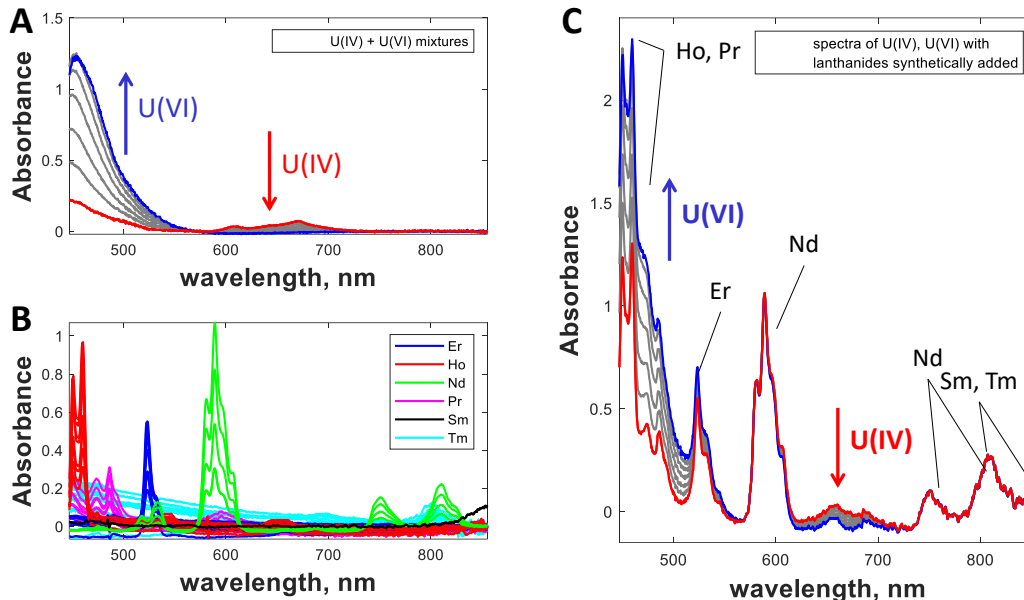 A
1.5
1
0.5
0
Absorbance
U(IV) + U(VI) mixtures
U(VI)
U(IV)
500
600
700
800
wavelength, nm
B
1
0.8
0.6
0.4
0.2
0
Absorbance
Er
Ho
Nd
Pr
Sm
Tm
500
600
700
800
wavelength, nm
C
2
1.5
1
0.5
0
Absorbance
spectra of U(IV), U(VI) with
lanthanides synthetically added
Ho, Pr
U(VI)
Er
Nd
U(IV)
Nd
Sm, Tm
500
600
700
800
wavelength, nm